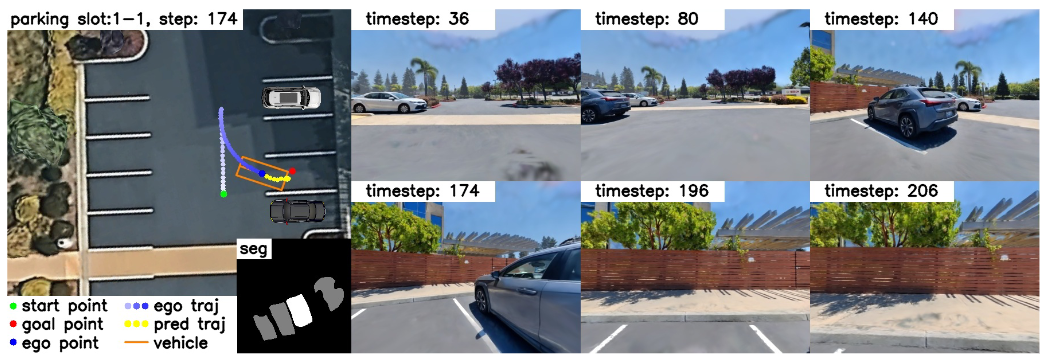 parking slot:1-1, step: 174
timestep: 36
timestep: 80
timestep: 140
timestep: 174
timestep: 196
timestep: 206
seg
start point
ego traj
goal point
pred traj
ego point
vehicle